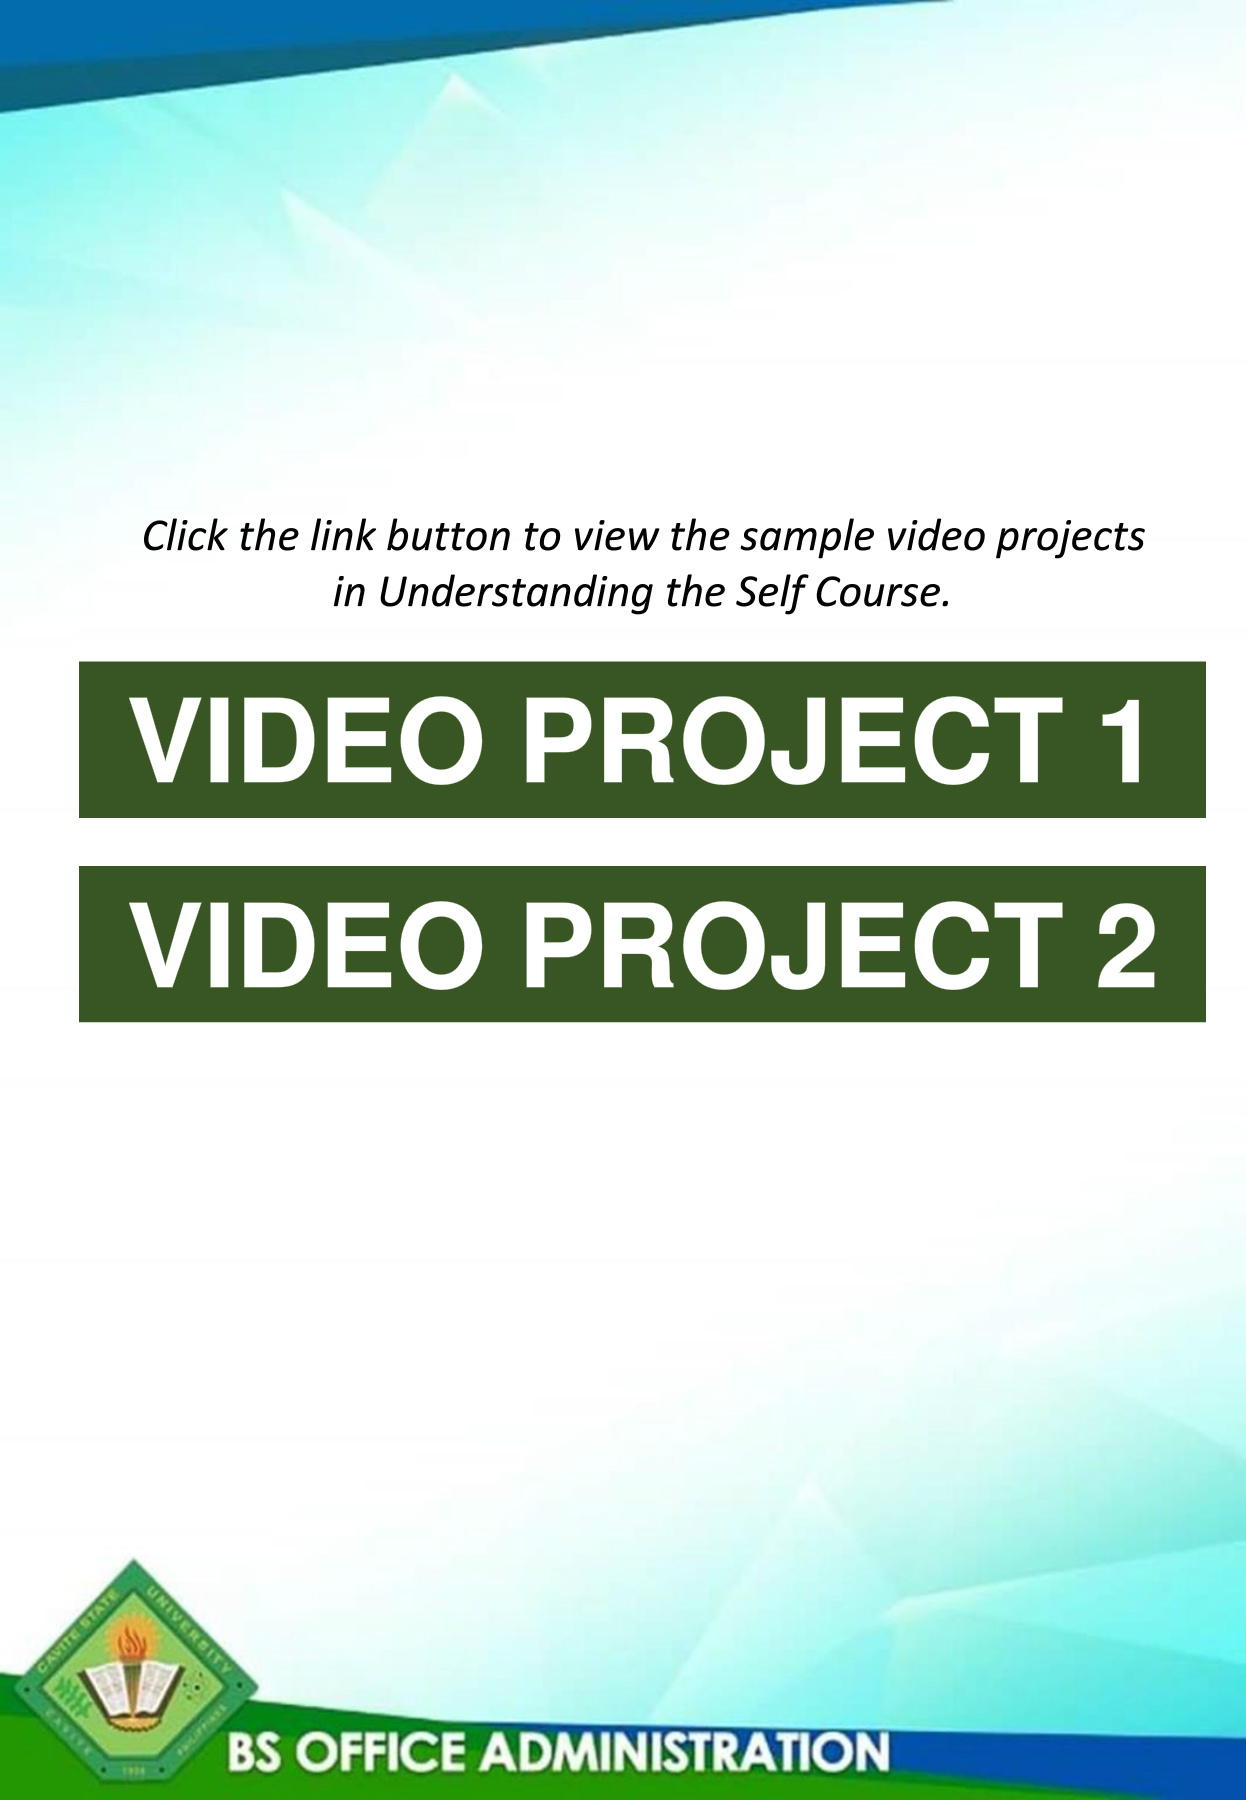 Click the link button to view the sample video projects
in Understanding the Self Course.
VIDEO PROJECT 1
VIDEO PROJECT 2
CAVITE STATE UNIVERSITY
CAVITE PHILIPPINES
1906
BS OFFICE ADMINISTRATION